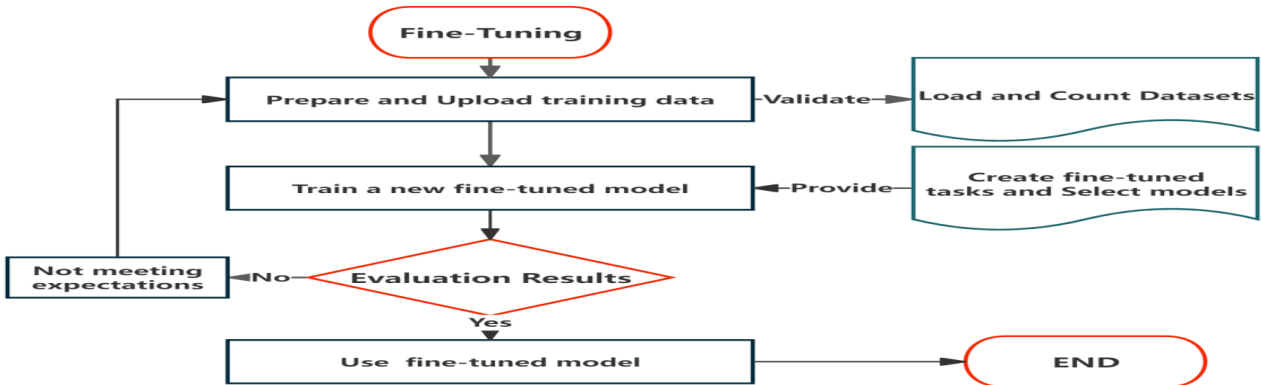 Fine-Tuning
Prepare and Upload training data
Validate
Load and Count Datasets
Train a new fine-tuned model
Provide
Create fine-tuned
tasks and Select models
Not meeting
expectations
No
Evaluation Results
Yes
Use fine-tuned model
END